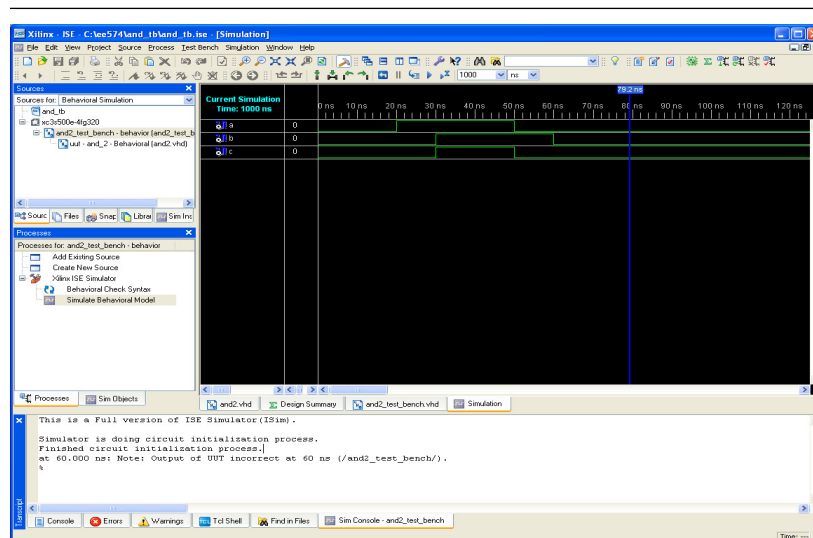 Xilinx - ISE - C:\ee574\and_tb\and_tb.ise - [Simulation]
File Edit View Project Source Process Test Bench Simulation Window Help
1000 ns
Sources
Sources for: Behavioral Simulation
and_tb
xc3s500e-4fg320
and2_test_bench - behavior (and2_test_b
uut - and_2 - Behavioral (and2.vhd)
Sourc Files Snap Librar Sim Ins
Processes
Processes for: and2_test_bench - behavior
Add Existing Source
Create New Source
Xilinx ISE Simulator
Behavioral Check Syntax
Simulate Behavioral Model
Processes Sim Objects
79.2 ns
Current Simulation
Time: 1000 ns
0 ns 10 ns 20 ns 30 ns 40 ns 50 ns 60 ns 70 ns 80 ns 90 ns 100 ns 110 ns 120 ns
a 0
b 0
c 0
and2.vhd Design Summary and2_test_bench.vhd Simulation
This is a Full version of ISE Simulator(ISim).
Simulator is doing circuit initialization process.
Finished circuit initialization process.
at 60.000 ns: Note: Output of UUT incorrect at 60 ns (/and2_test_bench/).
%
Transcript
Console Errors Warnings Tcl Shell Find in Files Sim Console - and2_test_bench
Time: ---